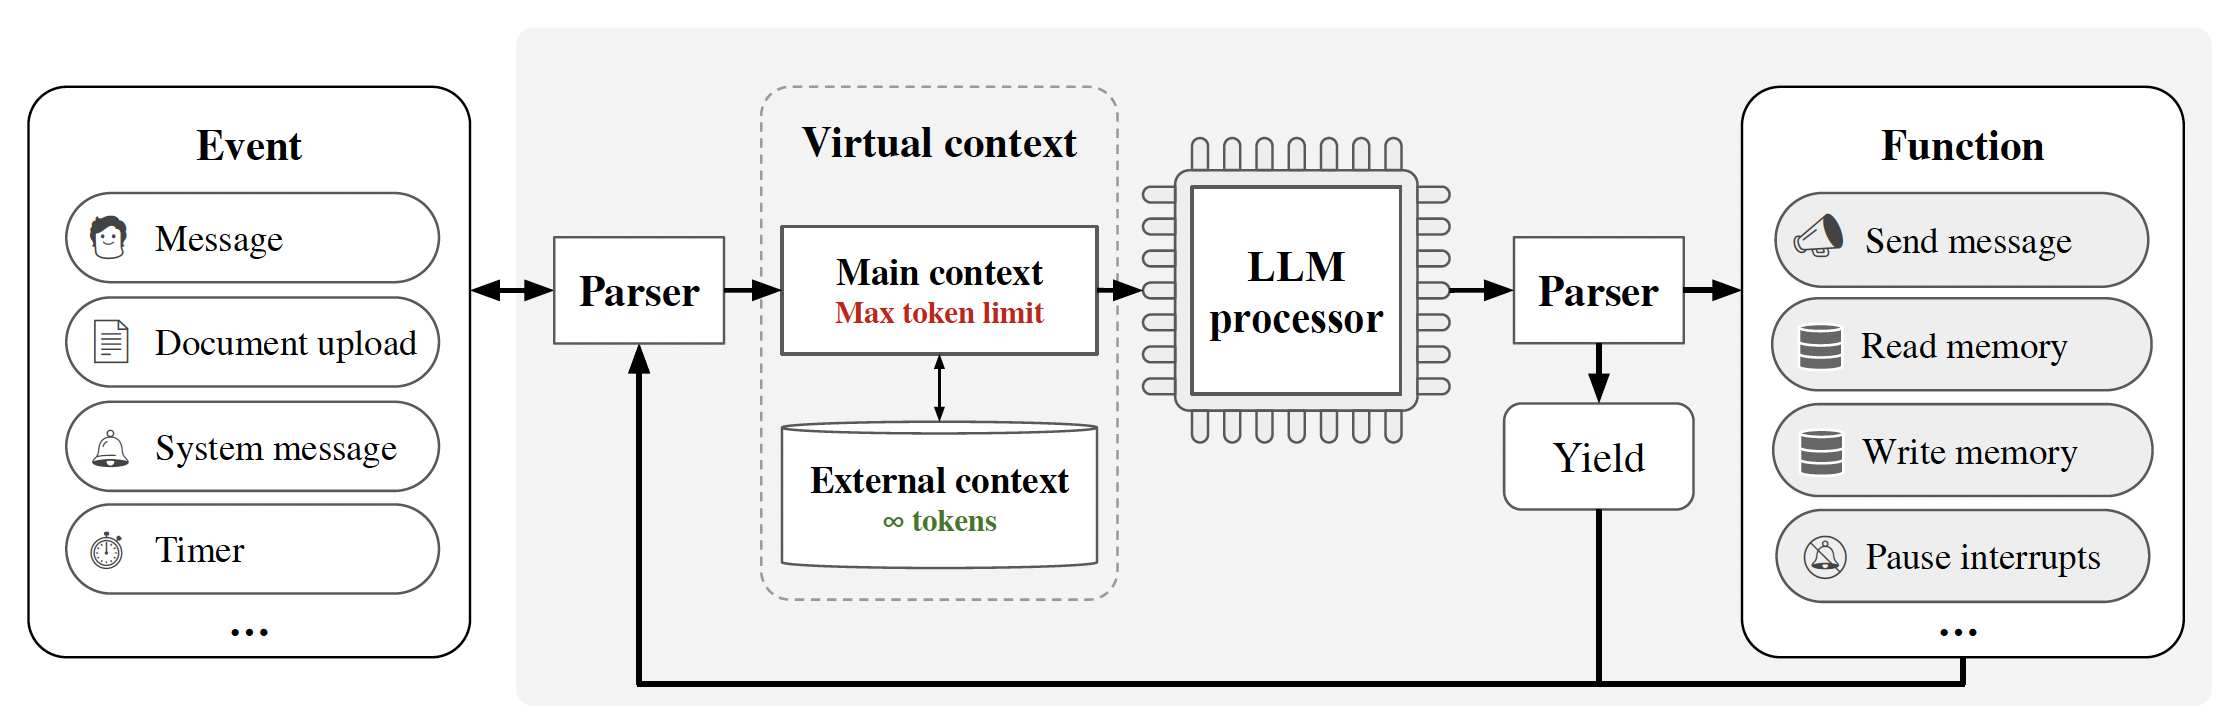 Event
Message
Document upload
System message
Timer
...
Parser
Virtual context
Main context
Max token limit
External context
∞ tokens
LLM
processor
Parser
Yield
Function
Send message
Read memory
Write memory
Pause interrupts
...